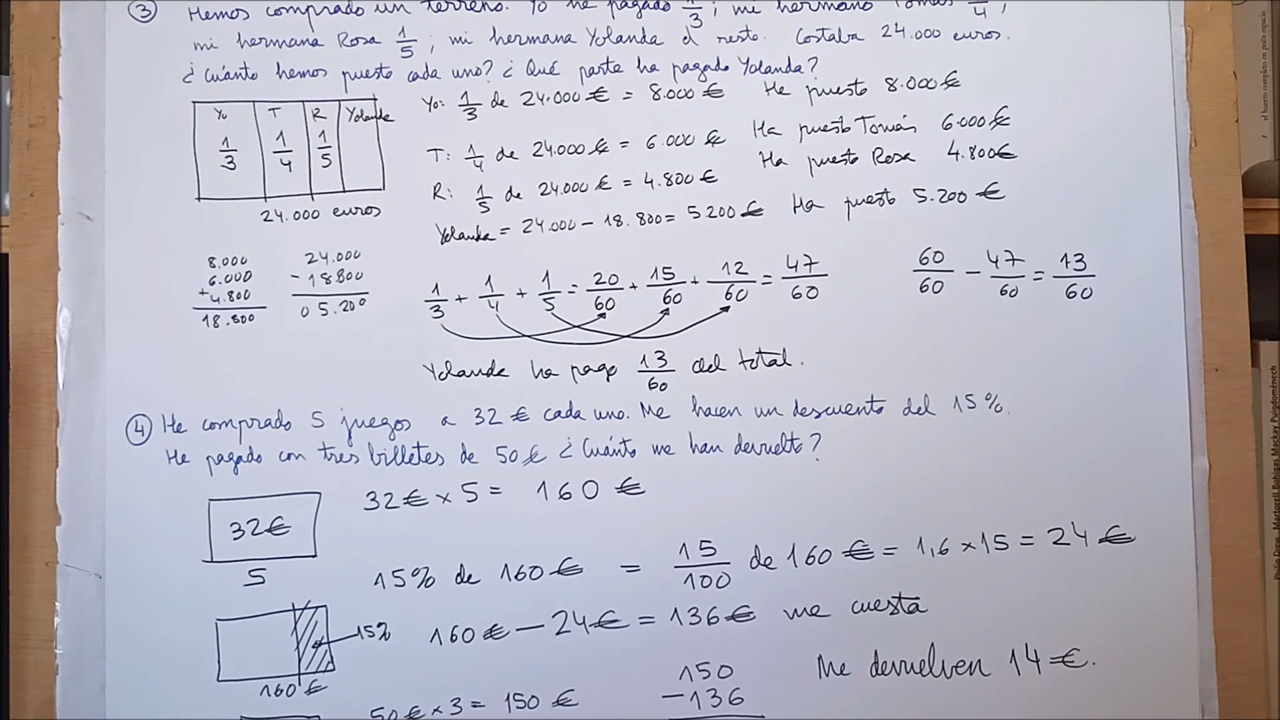 ③ Hemos comprado un terreno. Yo he pagado 1/3; mi hermano Tomás 1/4;
mi hermana Rosa 1/5; mi hermana Yolanda el resto. Costaba 24.000 euros.
¿Cuánto hemos puesto cada uno? ¿Qué parte ha pagado Yolanda?
Yo T R Yolanda
1/3 1/4 1/5
24.000 euros
Yo: 1/3 de 24.000 € = 8.000 € He puesto 8.000 €
T: 1/4 de 24.000 € = 6.000 € Ha puesto Tomás 6.000 €
R: 1/5 de 24.000 € = 4.800 € Ha puesto Rosa 4.800 €
Yolanda = 24.000 - 18.800 = 5.200 € Ha puesto 5.200 €
8.000
6.000
+4.800
18.800
24.000
-18.800
05.200
1/3 + 1/4 + 1/5 = 20/60 + 15/60 + 12/60 = 47/60
60/60 - 47/60 = 13/60
Yolanda ha pago 13/60 del total.
④ He comprado 5 juegos a 32 € cada uno. Me hacen un descuento del 15%.
He pagado con tres billetes de 50 € ¿Cuánto me han devuelto?
32€
5
32€ × 5 = 160 €
15% de 160 € = 15/100 de 160 € = 1,6 × 15 = 24 €
15%
160 €
160 € - 24 € = 136 € me cuesta
50 € × 3 = 150 €
150
-136
Me devuelven 14 €.